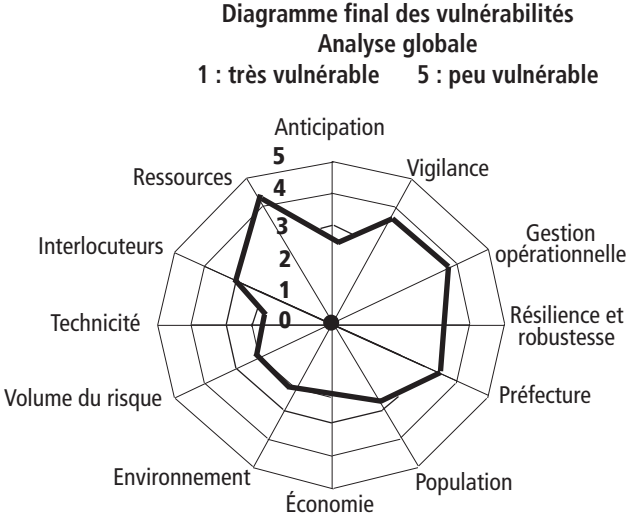 Diagramme final des vulnérabilités
Analyse globale
1 : très vulnérable 5 : peu vulnérable
Anticipation
5
Vigilance
Ressources
4
3
Gestion
opérationnelle
Interlocuteurs
2
1
Technicité
0
Résilience et
robustesse
Volume du risque
Préfecture
Environnement
Population
Économie